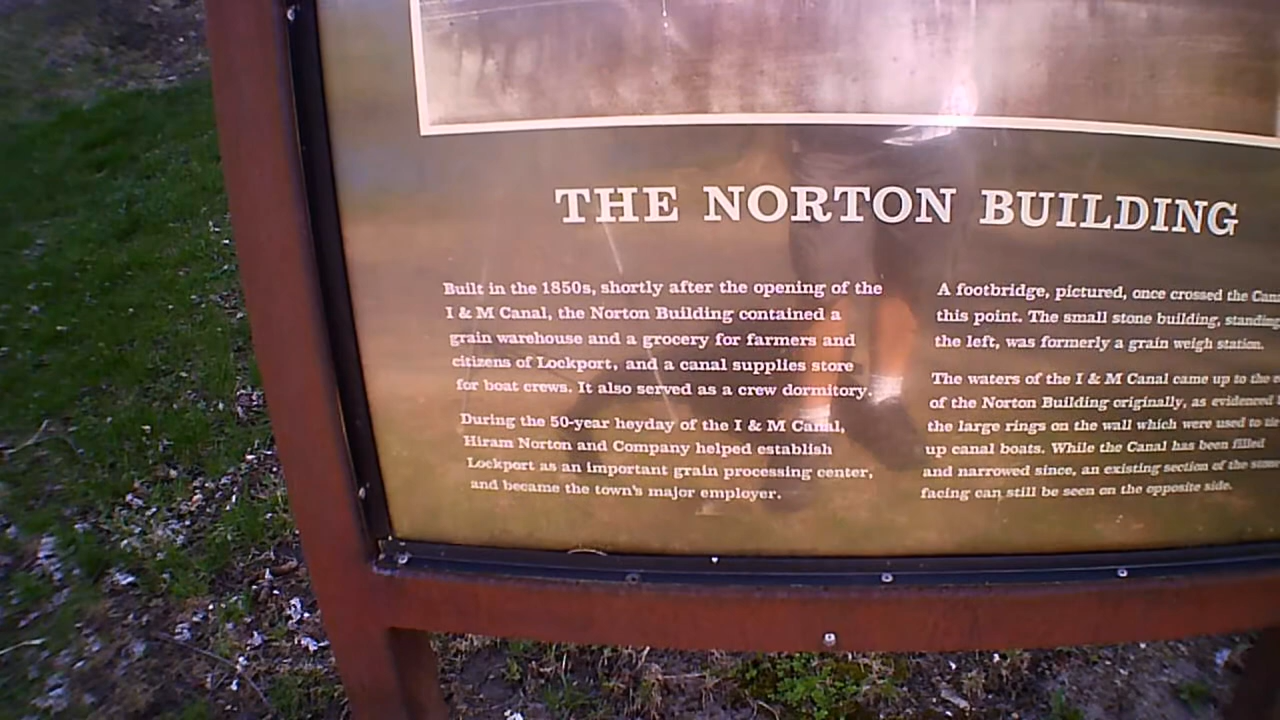 THE NORTON BUILDING
Built in the 1850s, shortly after the opening of the
I & M Canal, the Norton Building contained a
grain warehouse and a grocery for farmers and
citizens of Lockport, and a canal supplies store
for boat crews. It also served as a crew dormitory.
During the 50-year heyday of the I & M Canal,
Hiram Norton and Company helped establish
Lockport as an important grain processing center,
and became the town's major employer.
A footbridge, pictured, once crossed the Can
this point. The small stone building, standing
the left, was formerly a grain weigh station.
The waters of the I & M Canal came up to the
of the Norton Building originally, as evidenced
the large rings on the wall which were used to tie
up canal boats. While the Canal has been filled
and narrowed since, an existing section of the
facing can still be seen on the opposite side.